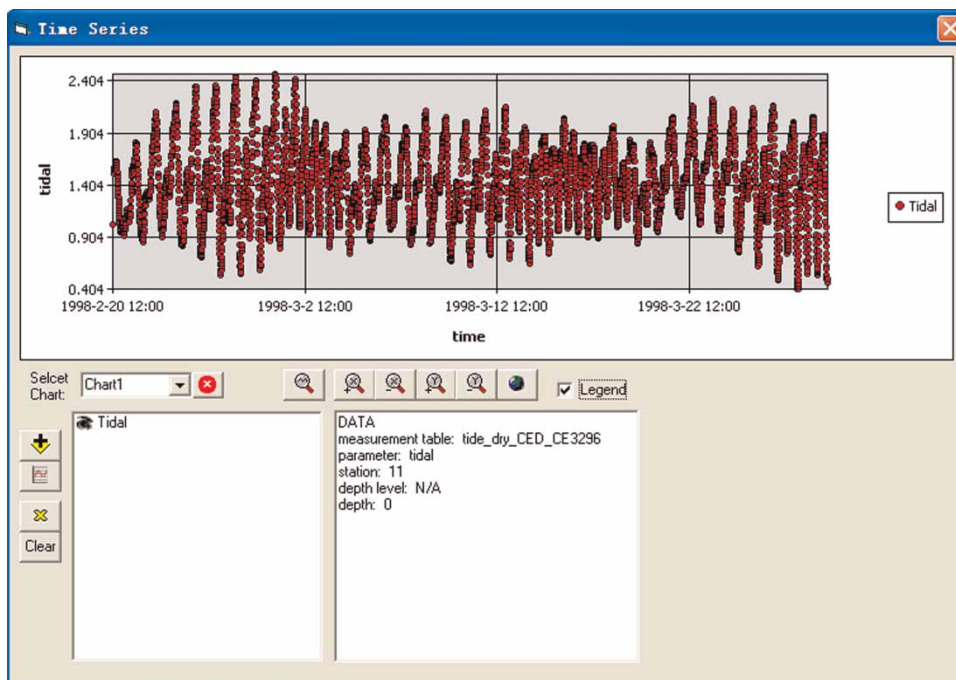 Time Series
2.404
1.904
1.404
0.904
0.404
tidal
1998-2-20 12:00
1998-3-2 12:00
1998-3-12 12:00
1998-3-22 12:00
time
Tidal
Selcet
Chart:
Chart1
Legend
Tidal
Clear
DATA
measurement table: tide_dry_CED_CE3296
parameter: tidal
station: 11
depth level: N/A
depth: 0